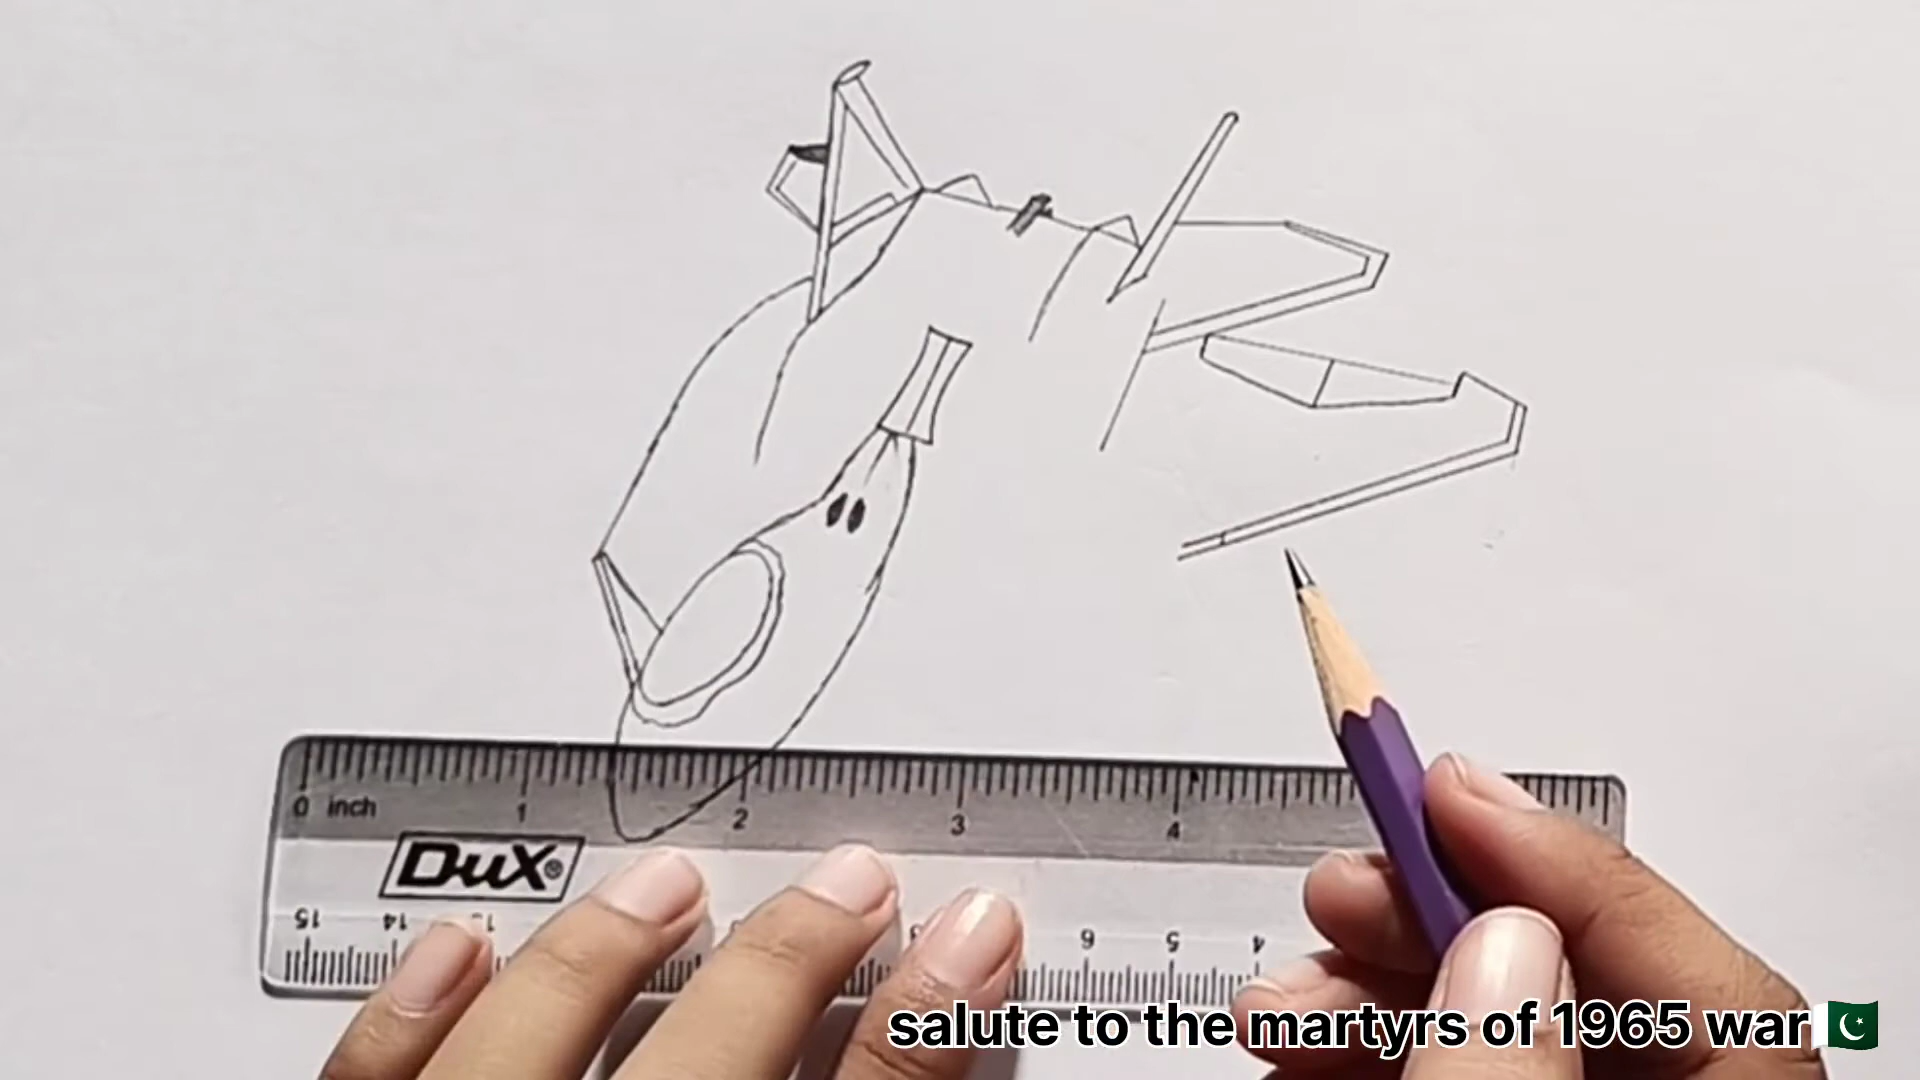 0 inch 1 2 3 4
DUX®
15 14 13 6 5 4
salute to the martyrs of 1965 war🇵🇰